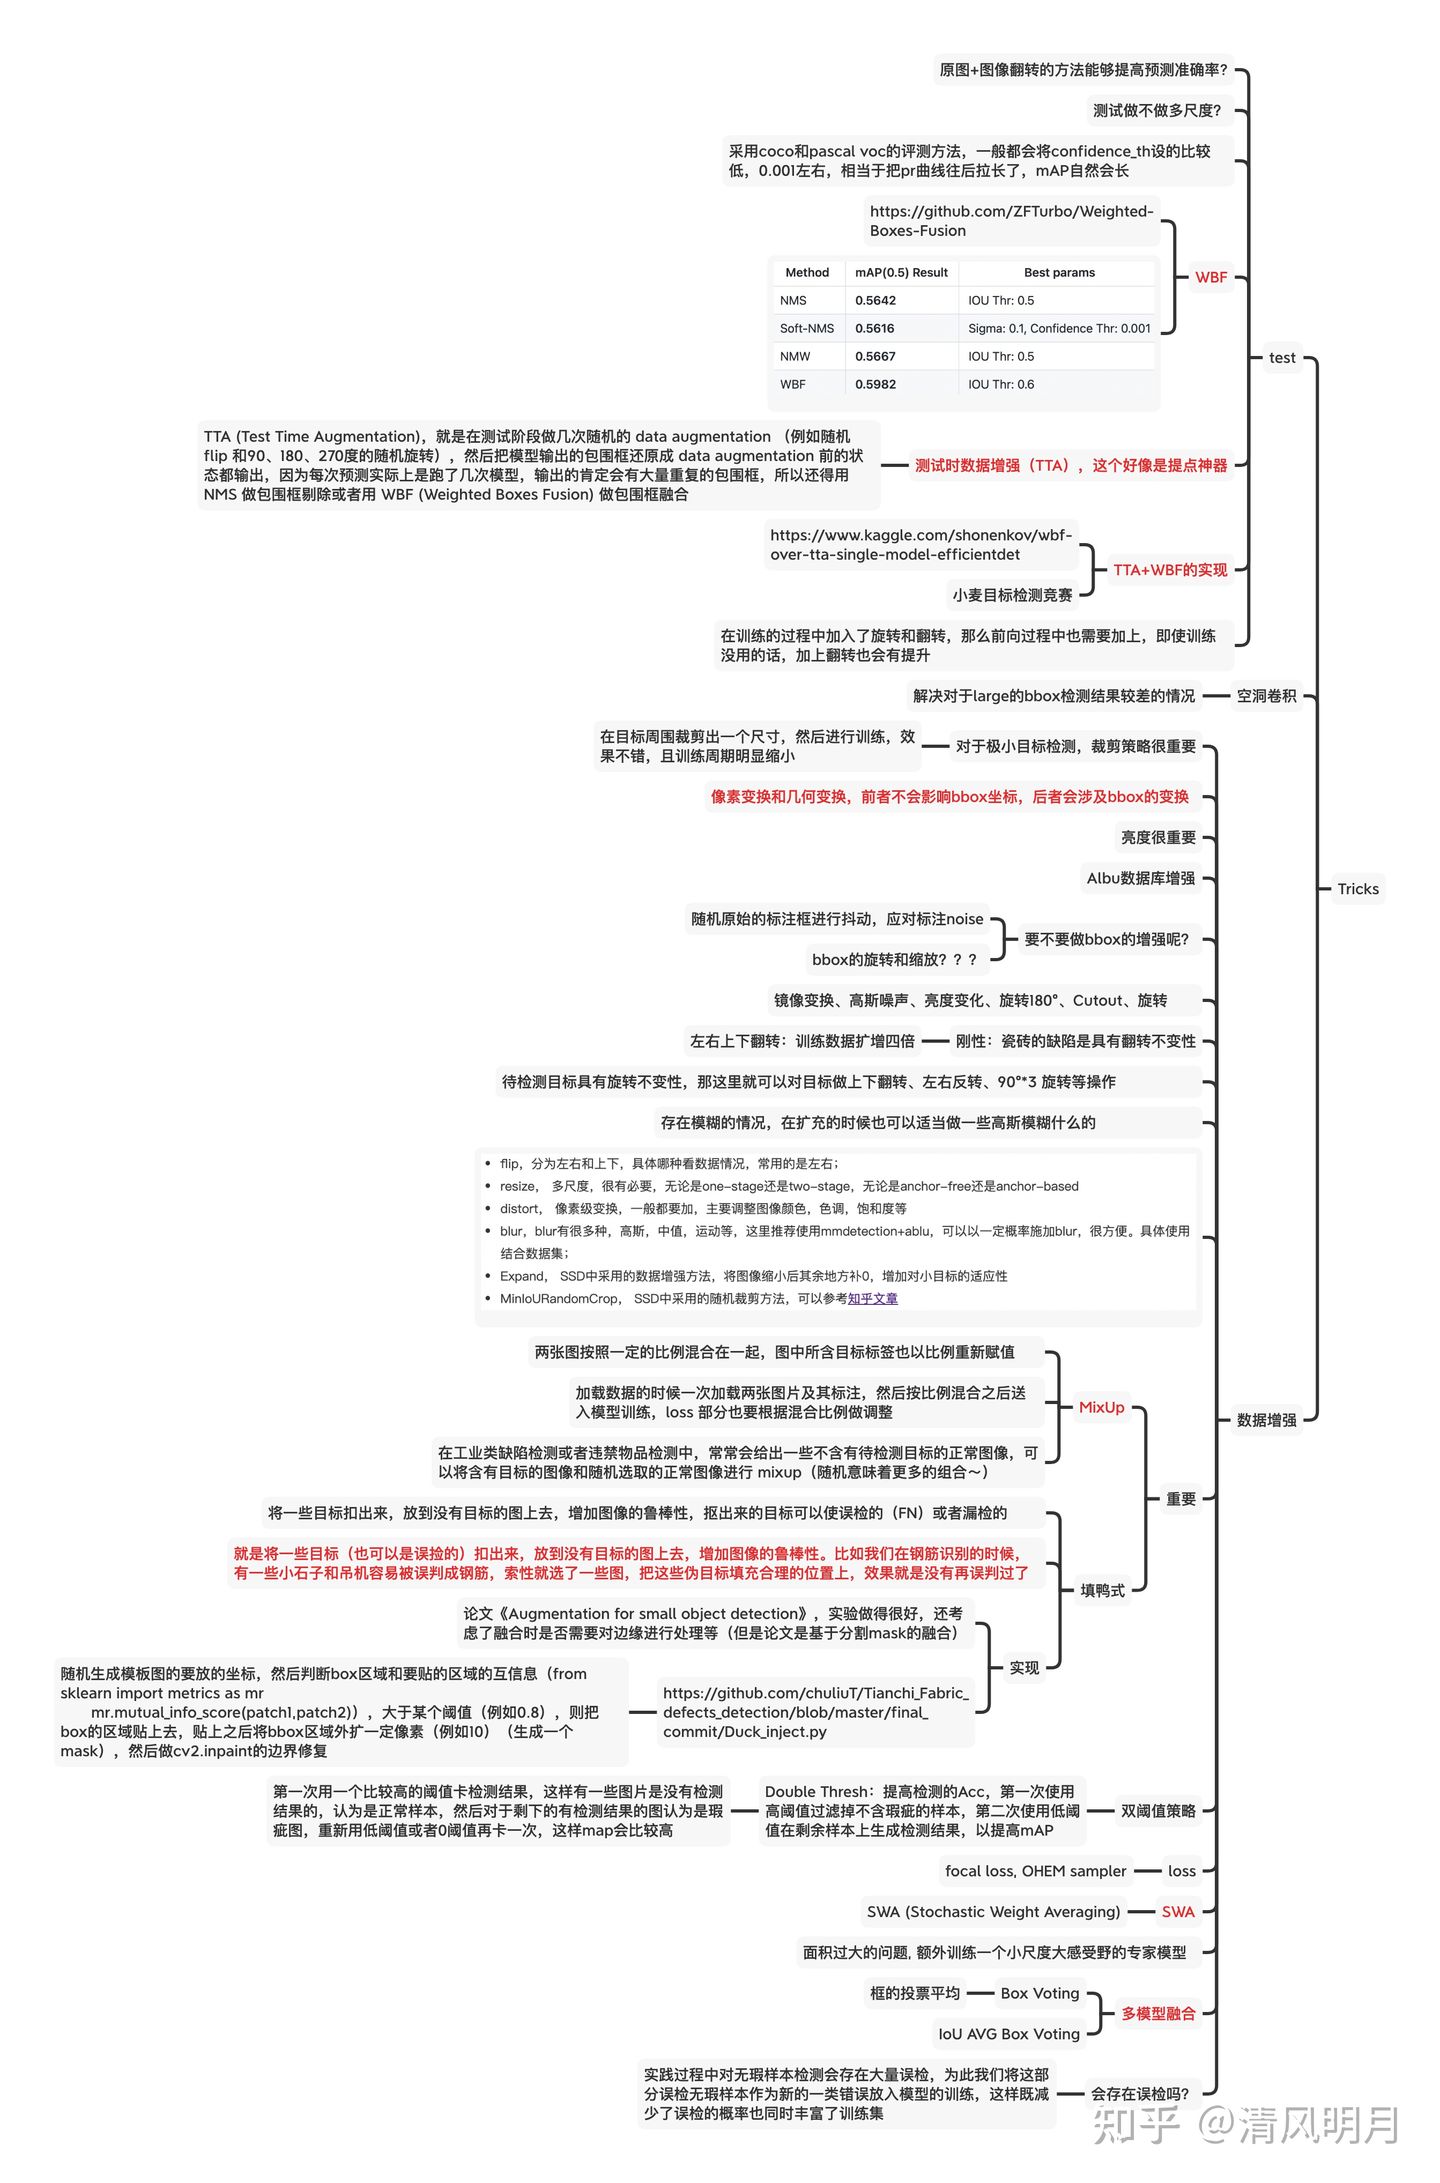 原图+图像翻转的方法能够提高预测准确率?
测试做不做多尺度？
采用coco和pascal voc的评测方法，一般都会将confidence_th设的比较
低，0.001左右，相当于把pr曲线往后拉长了，mAP自然会长
https://github.com/ZFTurbo/Weighted-
Boxes-Fusion
WBF
Method mAP(0.5) Result Best params
NMS 0.5642 IOU Thr: 0.5
Soft-NMS 0.5616 Sigma: 0.1, Confidence Thr: 0.001
NMW 0.5667 IOU Thr: 0.5
WBF 0.5982 IOU Thr: 0.6
test
TTA (Test Time Augmentation)，就是在测试阶段做几次随机的 data augmentation （例如随机
flip 和90、180、270度的随机旋转），然后把模型输出的包围框还原成 data augmentation 前的状
态都输出，因为每次预测实际上是跑了几次模型，输出的肯定会有大量重复的包围框，所以还得用
NMS 做包围框剔除或者用 WBF (Weighted Boxes Fusion) 做包围框融合
测试时数据增强（TTA），这个好像是提点神器
https://www.kaggle.com/shonenkov/wbf-
over-tta-single-model-efficientdet
TTA+WBF的实现
小麦目标检测竞赛
在训练的过程中加入了旋转和翻转，那么前向过程中也需要加上，即使训练
没用的话，加上翻转也会有提升
解决对于large的bbox检测结果较差的情况
空洞卷积
在目标周围裁剪出一个尺寸，然后进行训练，效
果不错，且训练周期明显缩小
对于极小目标检测，裁剪策略很重要
像素变换和几何变换，前者不会影响bbox坐标，后者会涉及bbox的变换
亮度很重要
Albu数据库增强
Tricks
随机原始的标注框进行抖动，应对标注noise
要不要做bbox的增强呢？
bbox的旋转和缩放？？？
镜像变换、高斯噪声、亮度变化、旋转180°、Cutout、旋转
左右上下翻转：训练数据扩增四倍
刚性：瓷砖的缺陷是具有翻转不变性
待检测目标具有旋转不变性，那这里就可以对目标做上下翻转、左右反转、90°*3 旋转等操作
存在模糊的情况，在扩充的时候也可以适当做一些高斯模糊什么的
• flip，分为左右和上下，具体哪种看数据情况，常用的是左右；
• resize， 多尺度，很有必要，无论是one-stage还是two-stage，无论是anchor-free还是anchor-based
• distort， 像素级变换，一般都要加，主要调整图像颜色，色调，饱和度等
• blur，blur有很多种，高斯，中值，运动等，这里推荐使用mmdetection+ablu，可以以一定概率施加blur，很方便。具体使用
结合数据集；
• Expand， SSD中采用的数据增强方法，将图像缩小后其余地方补0，增加对小目标的适应性
• MinIoURandomCrop， SSD中采用的随机裁剪方法，可以参考知乎文章
两张图按照一定的比例混合在一起，图中所含目标标签也以比例重新赋值
加载数据的时候一次加载两张图片及其标注，然后按比例混合之后送
入模型训练，loss 部分也要根据混合比例做调整
MixUp
数据增强
在工业类缺陷检测或者违禁物品检测中，常常会给出一些不含有待检测目标的正常图像，可
以将含有目标的图像和随机选取的正常图像进行 mixup（随机意味着更多的组合～）
重要
将一些目标扣出来，放到没有目标的图上去，增加图像的鲁棒性，抠出来的目标可以使误检的（FN）或者漏检的
就是将一些目标（也可以是误捡的）扣出来，放到没有目标的图上去，增加图像的鲁棒性。比如我们在钢筋识别的时候，
有一些小石子和吊机容易被误判成钢筋，索性就选了一些图，把这些伪目标填充合理的位置上，效果就是没有再误判过了
填鸭式
论文《Augmentation for small object detection》，实验做得很好，还考
虑了融合时是否需要对边缘进行处理等（但是论文是基于分割mask的融合）
实现
随机生成模板图的要放的坐标，然后判断box区域和要贴的区域的互信息（from
sklearn import metrics as mr
mr.mutual_info_score(patch1,patch2)），大于某个阈值（例如0.8），则把
box的区域贴上去，贴上之后将bbox区域外扩一定像素（例如10）（生成一个
mask），然后做cv2.inpaint的边界修复
https://github.com/chuliuT/Tianchi_Fabric_
defects_detection/blob/master/final_
commit/Duck_inject.py
第一次用一个比较高的阈值卡检测结果，这样有一些图片是没有检测
结果的，认为是正常样本，然后对于剩下的有检测结果的图认为是瑕
疵图，重新用低阈值或者0阈值再卡一次，这样map会比较高
Double Thresh：提高检测的Acc，第一次使用
高阈值过滤掉不含瑕疵的样本，第二次使用低阈
值在剩余样本上生成检测结果，以提高mAP
双阈值策略
focal loss, OHEM sampler
loss
SWA (Stochastic Weight Averaging)
SWA
面积过大的问题, 额外训练一个小尺度大感受野的专家模型
框的投票平均
Box Voting
多模型融合
IoU AVG Box Voting
实践过程中对无瑕样本检测会存在大量误检，为此我们将这部
分误检无瑕样本作为新的一类错误放入模型的训练，这样既减
少了误检的概率也同时丰富了训练集
会存在误检吗？
知乎 @清风明月